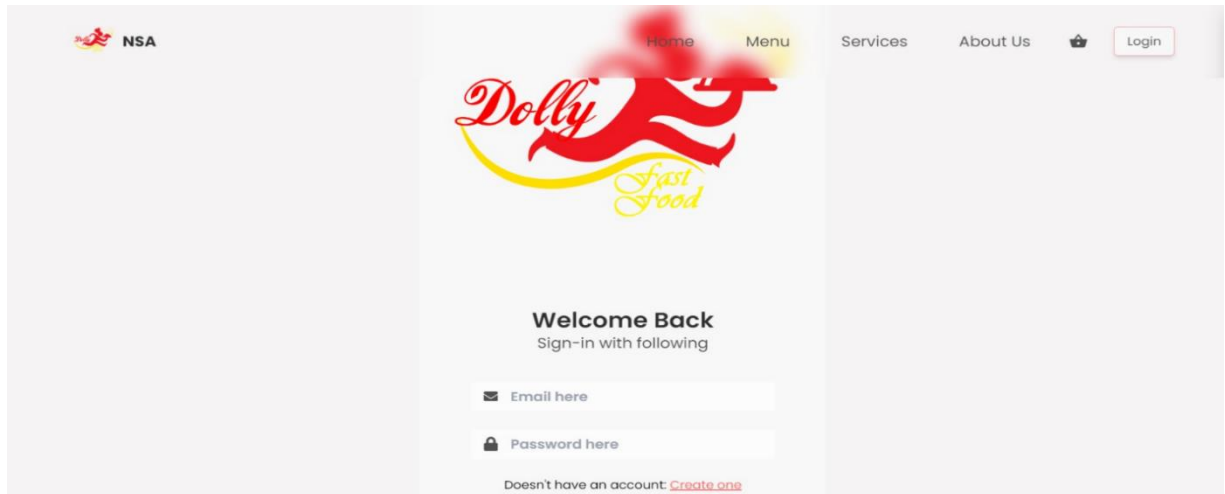 NSA
Home Menu Services About Us Login
Dolly
Fast
Food
Welcome Back
Sign-in with following
Email here
Password here
Doesn't have an account: Create one